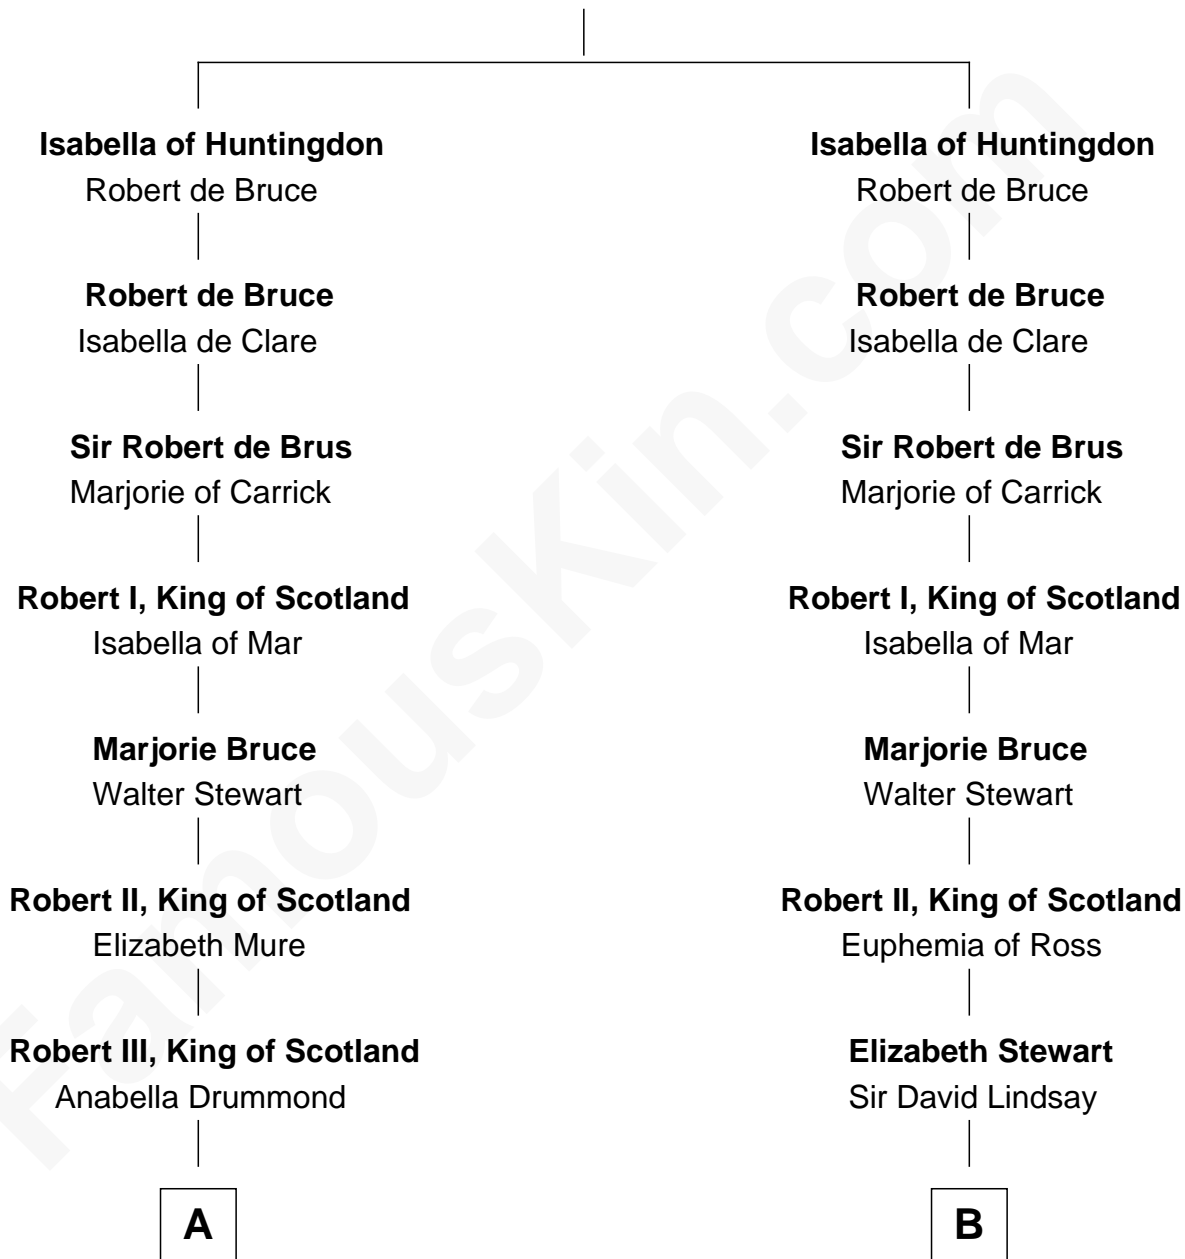 Isabella of Huntingdon
Robert de Bruce
Robert de Bruce
Isabella de Clare
Sir Robert de Brus
Marjorie of Carrick
Robert I, King of Scotland
Isabella of Mar
Marjorie Bruce
Walter Stewart
Robert II, King of Scotland
Elizabeth Mure
Robert III, King of Scotland
Anabella Drummond
A
Isabella of Huntingdon
Robert de Bruce
Robert de Bruce
Isabella de Clare
Sir Robert de Brus
Marjorie of Carrick
Robert I, King of Scotland
Isabella of Mar
Marjorie Bruce
Walter Stewart
Robert II, King of Scotland
Euphemia of Ross
Elizabeth Stewart
Sir David Lindsay
B
FamousKin.com